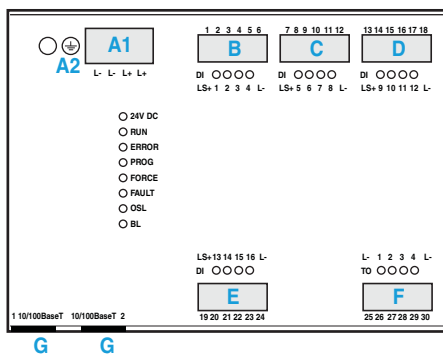 1 2 3 4 5 6 7 8 9 10 11 12 13 14 15 16 17 18
A1 B C D
A2
L- L- L+ L+
DI DI DI
LS+ 1 2 3 4 L- LS+ 5 6 7 8 L- LS+ 9 10 11 12 L-
24V DC
RUN
ERROR
PROG
FORCE
FAULT
OSL
BL
LS+ 13 14 15 16 L- L- 1 2 3 4 L-
DI TO
E F
1 10/100BaseT 10/100BaseT 2 19 20 21 22 23 24 25 26 27 28 29 30
G G